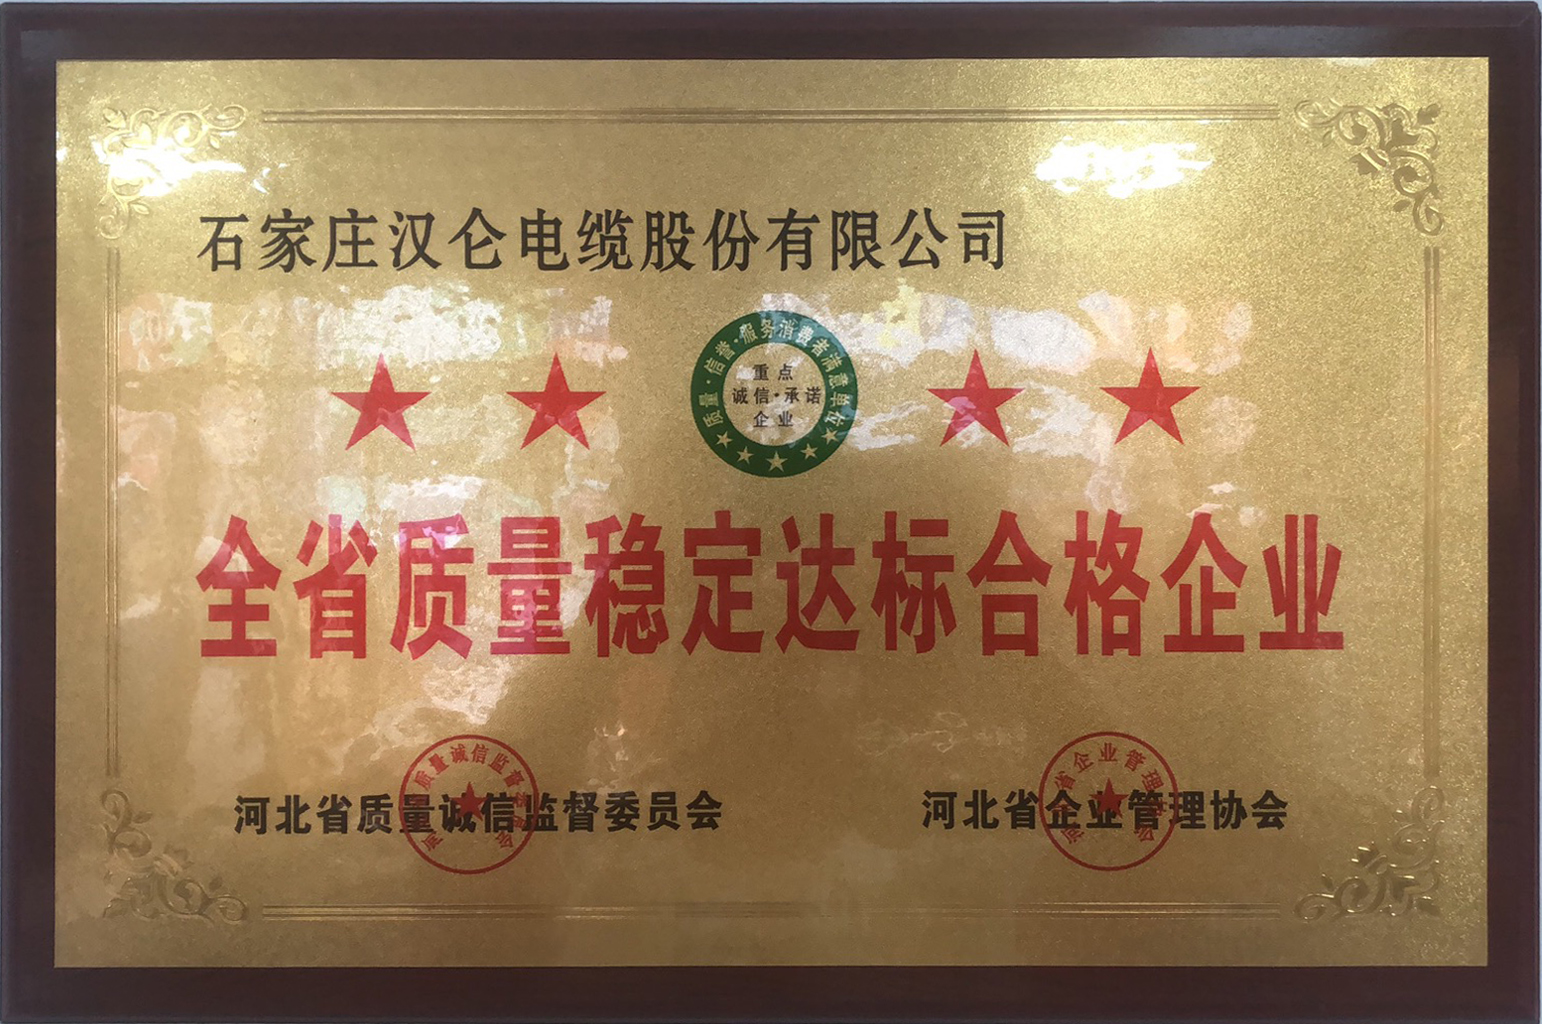 石家庄汉仑电缆股份有限公司
质量·信誉·服务消费者满意单位
重点
诚信·承诺
企业
全省质量稳定达标合格企业
河北省质量诚信监督委员会
河北省企业管理协会